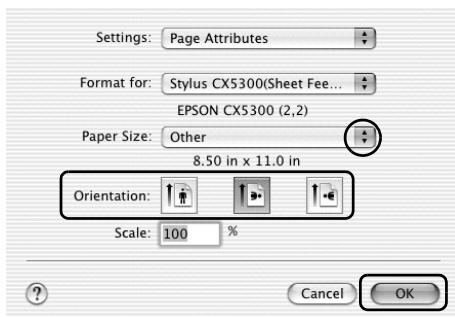 Settings: Page Attributes
Format for: Stylus CX5300(Sheet Fee...
EPSON CX5300 (2,2)
Paper Size: Other
8.50 in x 11.0 in
Orientation:
Scale: 100 %
? Cancel OK